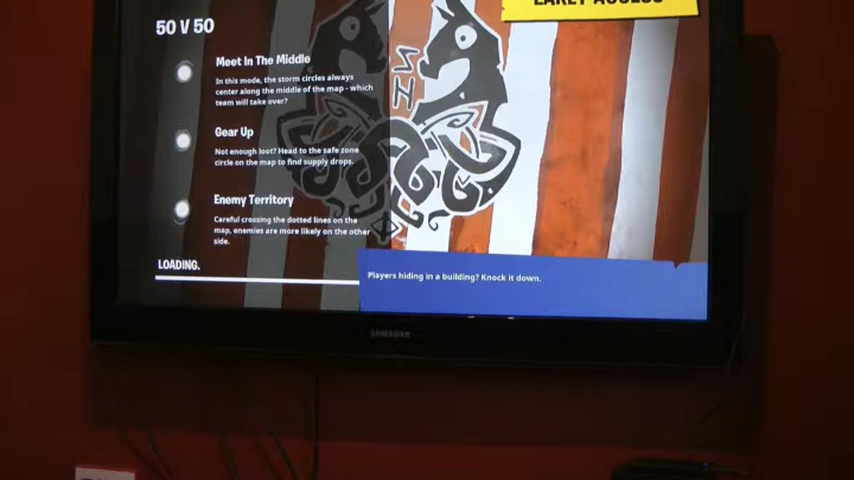 EARLY ACCESS
50 V 50
Meet In The Middle
In this mode, the storm circles always
center along the middle of the map - which
team will take over?
Gear Up
Not enough loot? Head to the safe zone
circle on the map to find supply drops.
Enemy Territory
Careful crossing the dotted lines on the
map, enemies are more likely on the other
side.
LOADING.
Players hiding in a building? Knock it down.
SAMSUNG